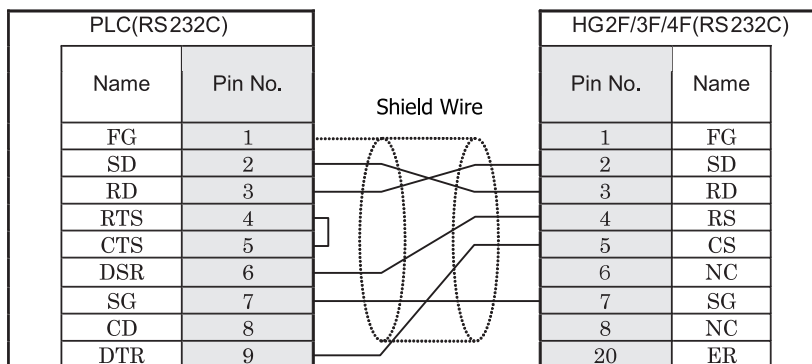 PLC(RS232C) HG2F/3F/4F(RS232C)
Name Pin No. Pin No. Name
Shield Wire
FG 1 1 FG
SD 2 2 SD
RD 3 3 RD
RTS 4 4 RS
CTS 5 5 CS
DSR 6 6 NC
SG 7 7 SG
CD 8 8 NC
DTR 9 20 ER